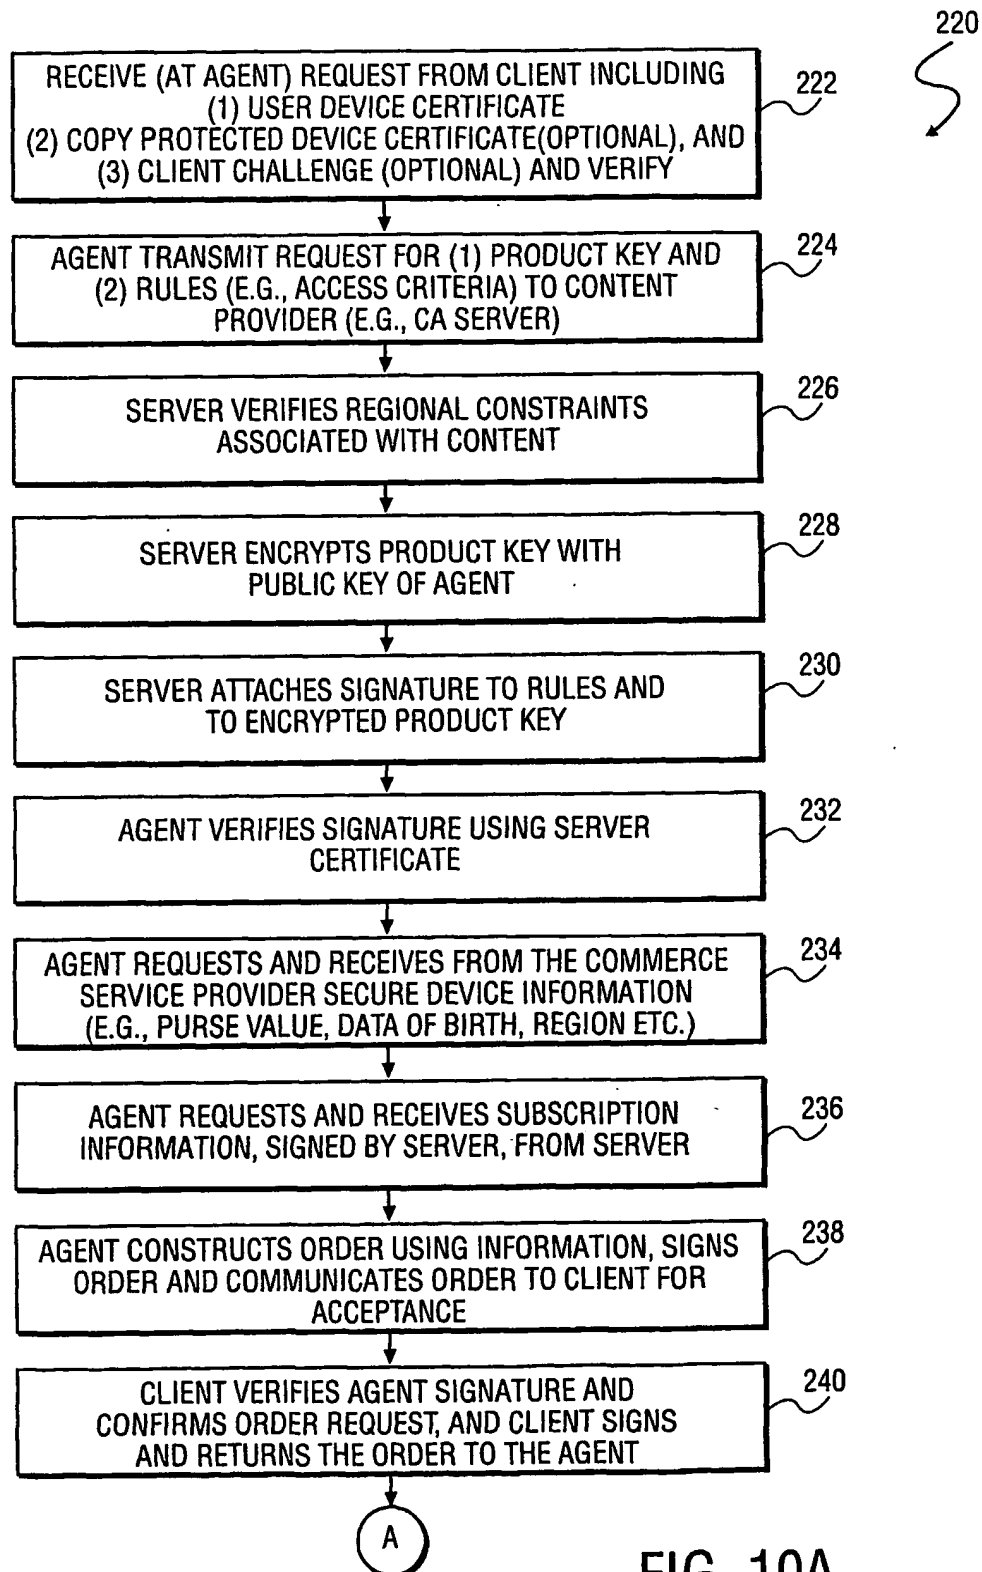 220
RECEIVE (AT AGENT) REQUEST FROM CLIENT INCLUDING
(1) USER DEVICE CERTIFICATE
(2) COPY PROTECTED DEVICE CERTIFICATE(OPTIONAL), AND
(3) CLIENT CHALLENGE (OPTIONAL) AND VERIFY
222
AGENT TRANSMIT REQUEST FOR (1) PRODUCT KEY AND
(2) RULES (E.G., ACCESS CRITERIA) TO CONTENT
PROVIDER (E.G., CA SERVER)
224
SERVER VERIFIES REGIONAL CONSTRAINTS
ASSOCIATED WITH CONTENT
226
SERVER ENCRYPTS PRODUCT KEY WITH
PUBLIC KEY OF AGENT
228
SERVER ATTACHES SIGNATURE TO RULES AND
TO ENCRYPTED PRODUCT KEY
230
AGENT VERIFIES SIGNATURE USING SERVER
CERTIFICATE
232
AGENT REQUESTS AND RECEIVES FROM THE COMMERCE
SERVICE PROVIDER SECURE DEVICE INFORMATION
(E.G., PURSE VALUE, DATA OF BIRTH, REGION ETC.)
234
AGENT REQUESTS AND RECEIVES SUBSCRIPTION
INFORMATION, SIGNED BY SERVER, FROM SERVER
236
AGENT CONSTRUCTS ORDER USING INFORMATION, SIGNS
ORDER AND COMMUNICATES ORDER TO CLIENT FOR
ACCEPTANCE
238
CLIENT VERIFIES AGENT SIGNATURE AND
CONFIRMS ORDER REQUEST, AND CLIENT SIGNS
AND RETURNS THE ORDER TO THE AGENT
240
A
FIG. 10A